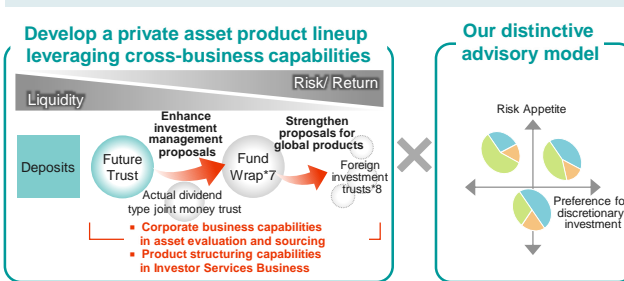 Develop a private asset product lineup
leveraging cross-business capabilities
Risk/ Return
Liquidity
Enhance
investment
management
proposals
Strengthen
proposals for
global products
Deposits
Future
Trust
Fund
Wrap*7
Foreign
investment
trusts*8
Actual dividend
type joint money trust
▪ Corporate business capabilities
in asset evaluation and sourcing
▪ Product structuring capabilities
in Investor Services Business
Our distinctive
advisory model
Risk Appetite
Preference for
discretionary
investment